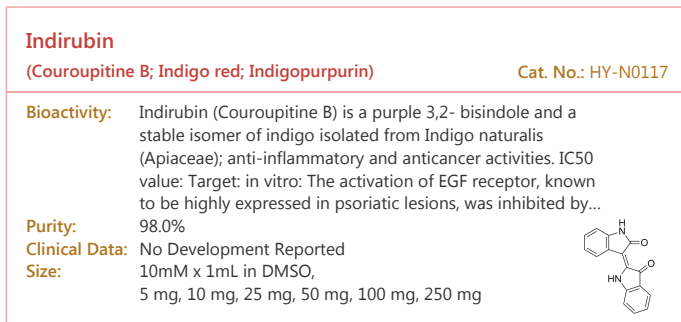 Indirubin
(Couroupitine B; Indigo red; Indigopurpurin) Cat. No.: HY-N0117
Bioactivity: Indirubin (Couroupitine B) is a purple 3,2- bisindole and a
stable isomer of indigo isolated from Indigo naturalis
(Apiaceae); anti-inflammatory and anticancer activities. IC50
value: Target: in vitro: The activation of EGF receptor, known
to be highly expressed in psoriatic lesions, was inhibited by...
Purity: 98.0%
Clinical Data: No Development Reported
Size: 10mM x 1mL in DMSO,
5 mg, 10 mg, 25 mg, 50 mg, 100 mg, 250 mg
H
N
O
O
HN